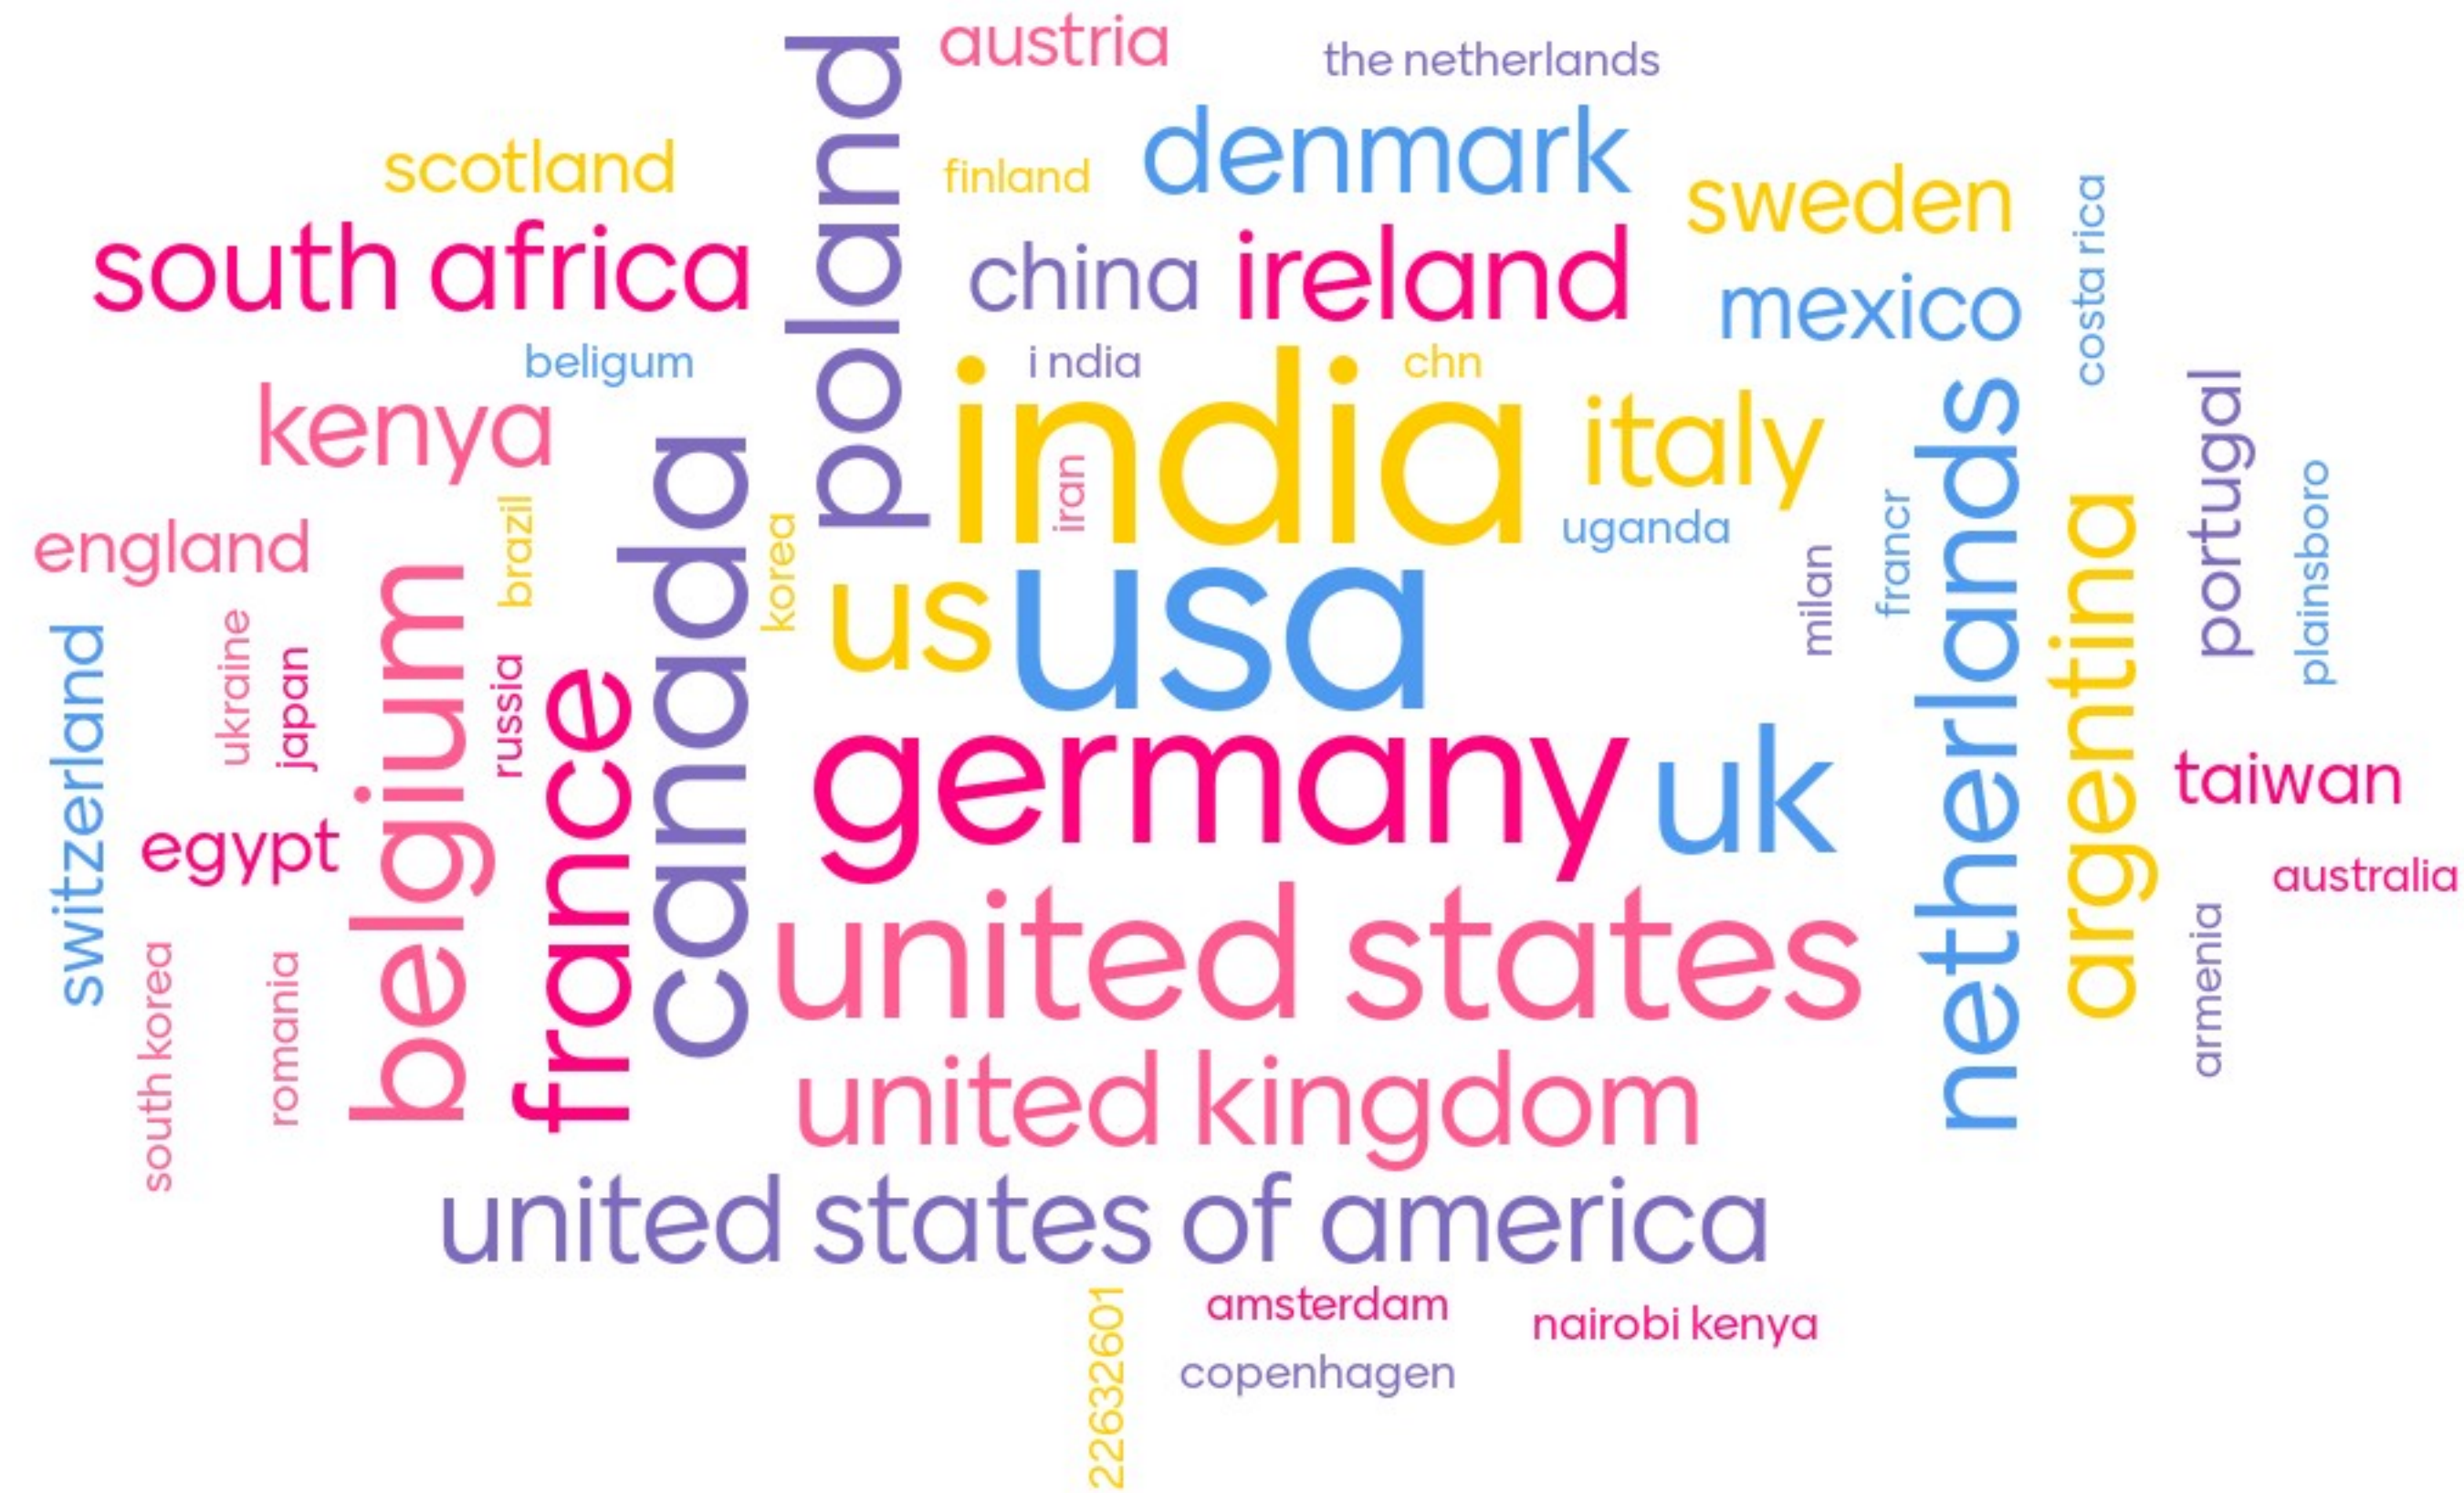 austria
the netherlands
poland
denmark
scotland
finland
sweden
costa rica
south africa
china
ireland
mexico
beligum
i ndia
chn
kenya
india
italy
netherlands
portugal
canada
iran
uganda
francr
plainsboro
england
brazil
korea
milan
argentina
belgium
us
usa
switzerland
ukraine
japan
russia
france
germany
uk
taiwan
egypt
australia
united states
armenia
south korea
romania
united kingdom
united states of america
22632601
amsterdam
nairobi kenya
copenhagen